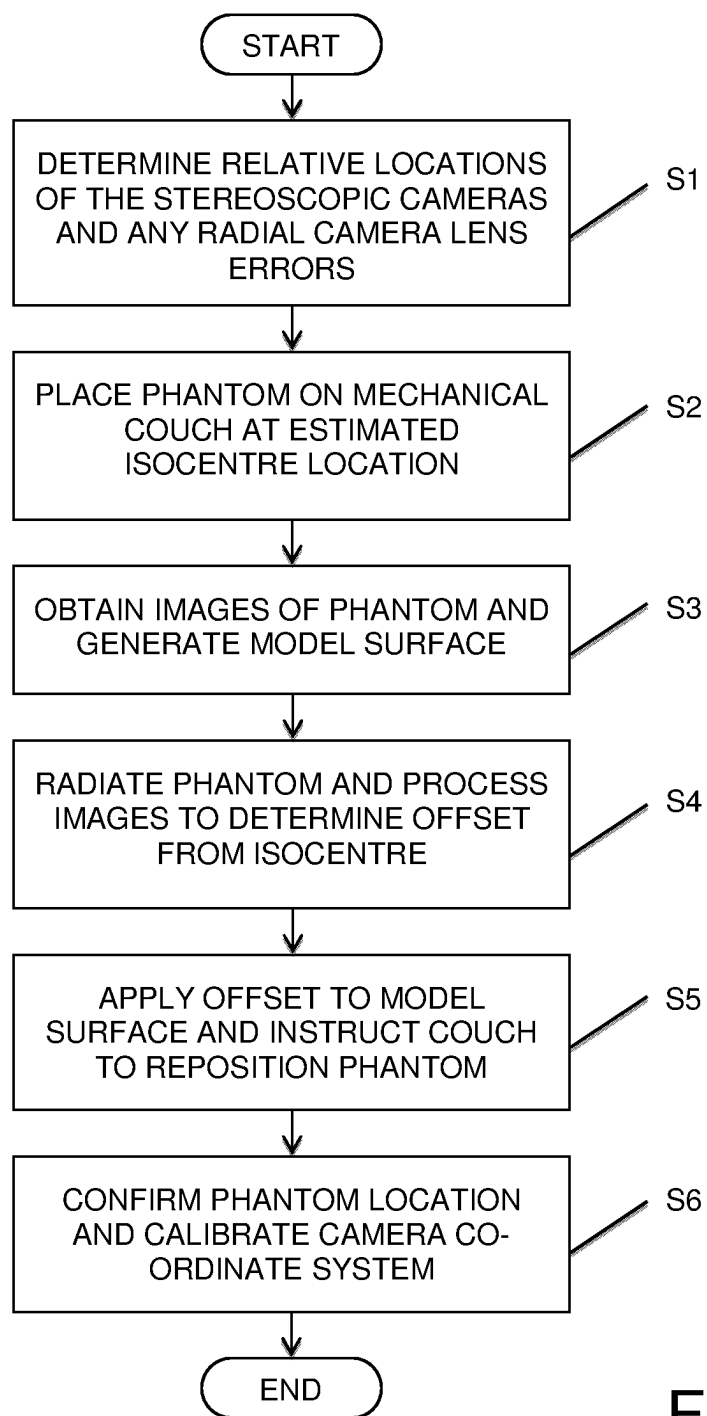 START
DETERMINE RELATIVE LOCATIONS
OF THE STEREOSCOPIC CAMERAS
AND ANY RADIAL CAMERA LENS
ERRORS
S1
PLACE PHANTOM ON MECHANICAL
COUCH AT ESTIMATED
ISOCENTRE LOCATION
S2
OBTAIN IMAGES OF PHANTOM AND
GENERATE MODEL SURFACE
S3
RADIATE PHANTOM AND PROCESS
IMAGES TO DETERMINE OFFSET
FROM ISOCENTRE
S4
APPLY OFFSET TO MODEL
SURFACE AND INSTRUCT COUCH
TO REPOSITION PHANTOM
S5
CONFIRM PHANTOM LOCATION
AND CALIBRATE CAMERA CO-
ORDINATE SYSTEM
S6
END